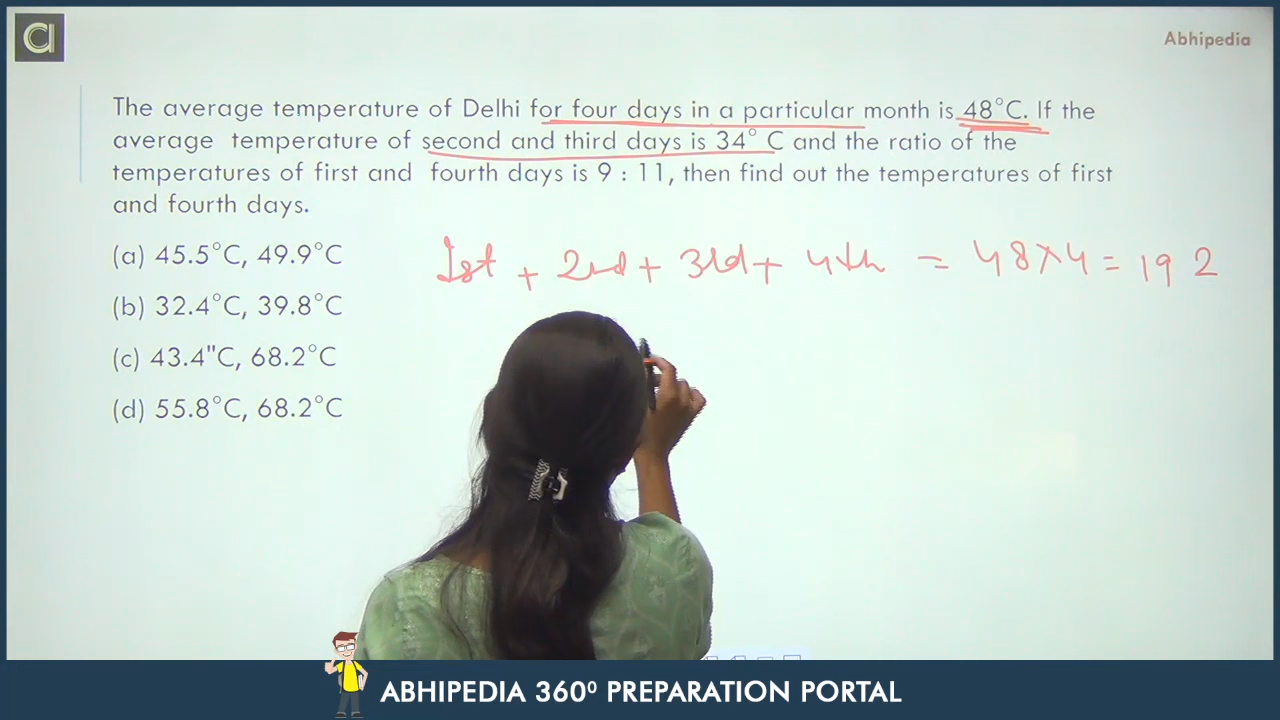 Abhipedia
The average temperature of Delhi for four days in a particular month is 48°C. If the
average temperature of second and third days is 34° C and the ratio of the
temperatures of first and fourth days is 9 : 11, then find out the temperatures of first
and fourth days.
(a) 45.5°C, 49.9°C
(b) 32.4°C, 39.8°C
(c) 43.4"C, 68.2°C
(d) 55.8°C, 68.2°C
Ist + 2nd + 3rd + 4th = 48×4 = 192
ABHIPEDIA 360⁰ PREPARATION PORTAL